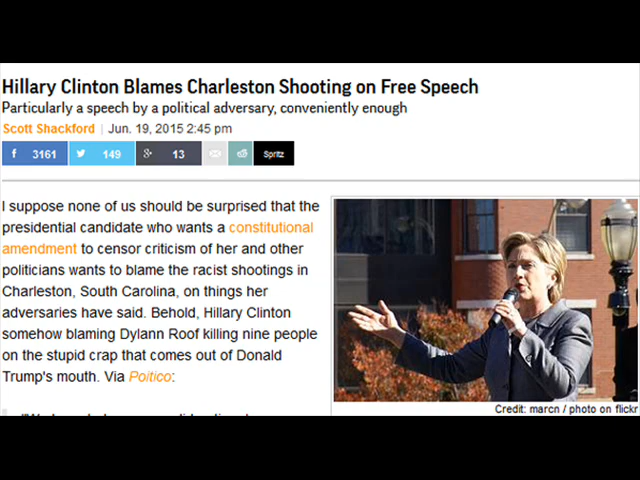 Hillary Clinton Blames Charleston Shooting on Free Speech
Particularly a speech by a political adversary, conveniently enough
Scott Shackford | Jun. 19, 2015 2:45 pm
f 3161 149 g+ 13 Spritz
I suppose none of us should be surprised that the
presidential candidate who wants a constitutional
amendment to censor criticism of her and other
politicians wants to blame the racist shootings in
Charleston, South Carolina, on things her
adversaries have said. Behold, Hillary Clinton
somehow blaming Dylann Roof killing nine people
on the stupid crap that comes out of Donald
Trump's mouth. Via Poitico:
Credit: marcn / photo on flickr